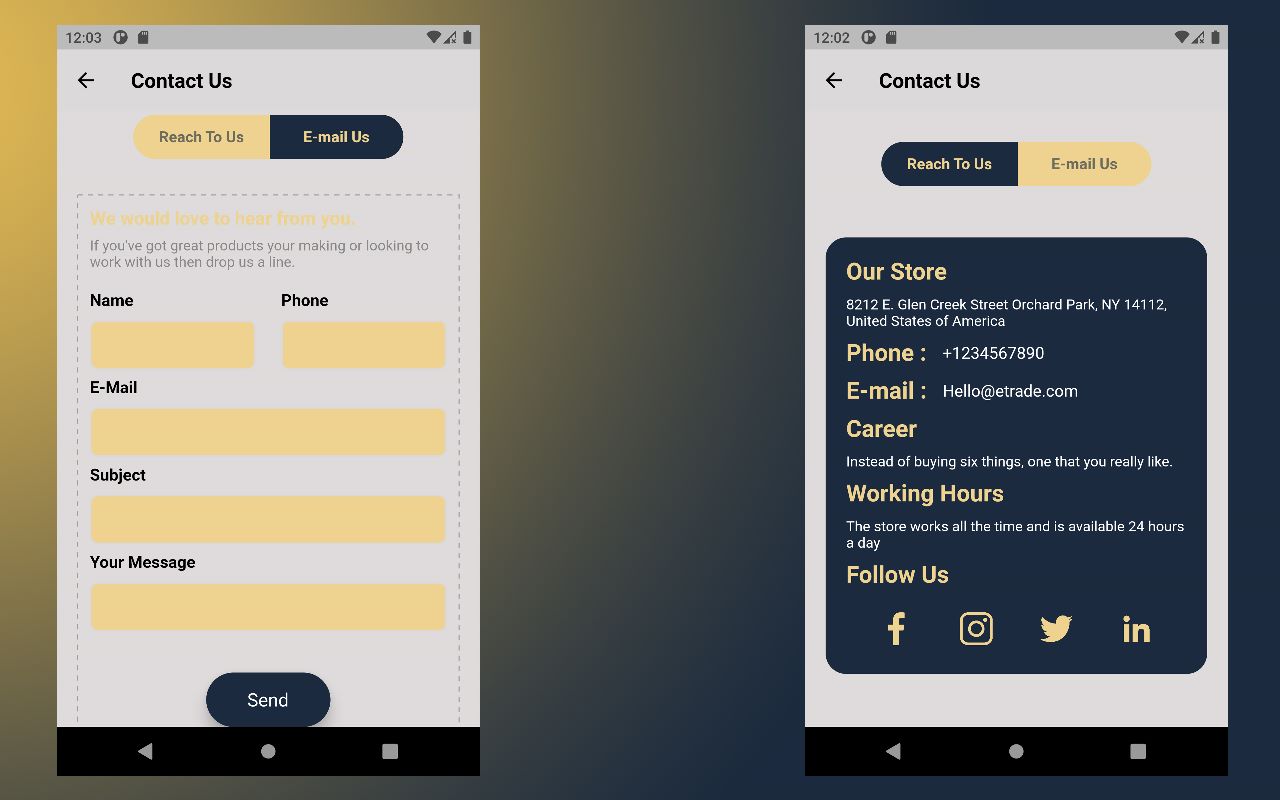 12:03
Contact Us
Reach To Us
E-mail Us
We would love to hear from you.
If you've got great products your making or looking to
work with us then drop us a line.
Name
Phone
E-Mail
Subject
Your Message
Send
12:02
Contact Us
Reach To Us
E-mail Us
Our Store
8212 E. Glen Creek Street Orchard Park, NY 14112,
United States of America
Phone : +1234567890
E-mail : Hello@etrade.com
Career
Instead of buying six things, one that you really like.
Working Hours
The store works all the time and is available 24 hours
a day
Follow Us